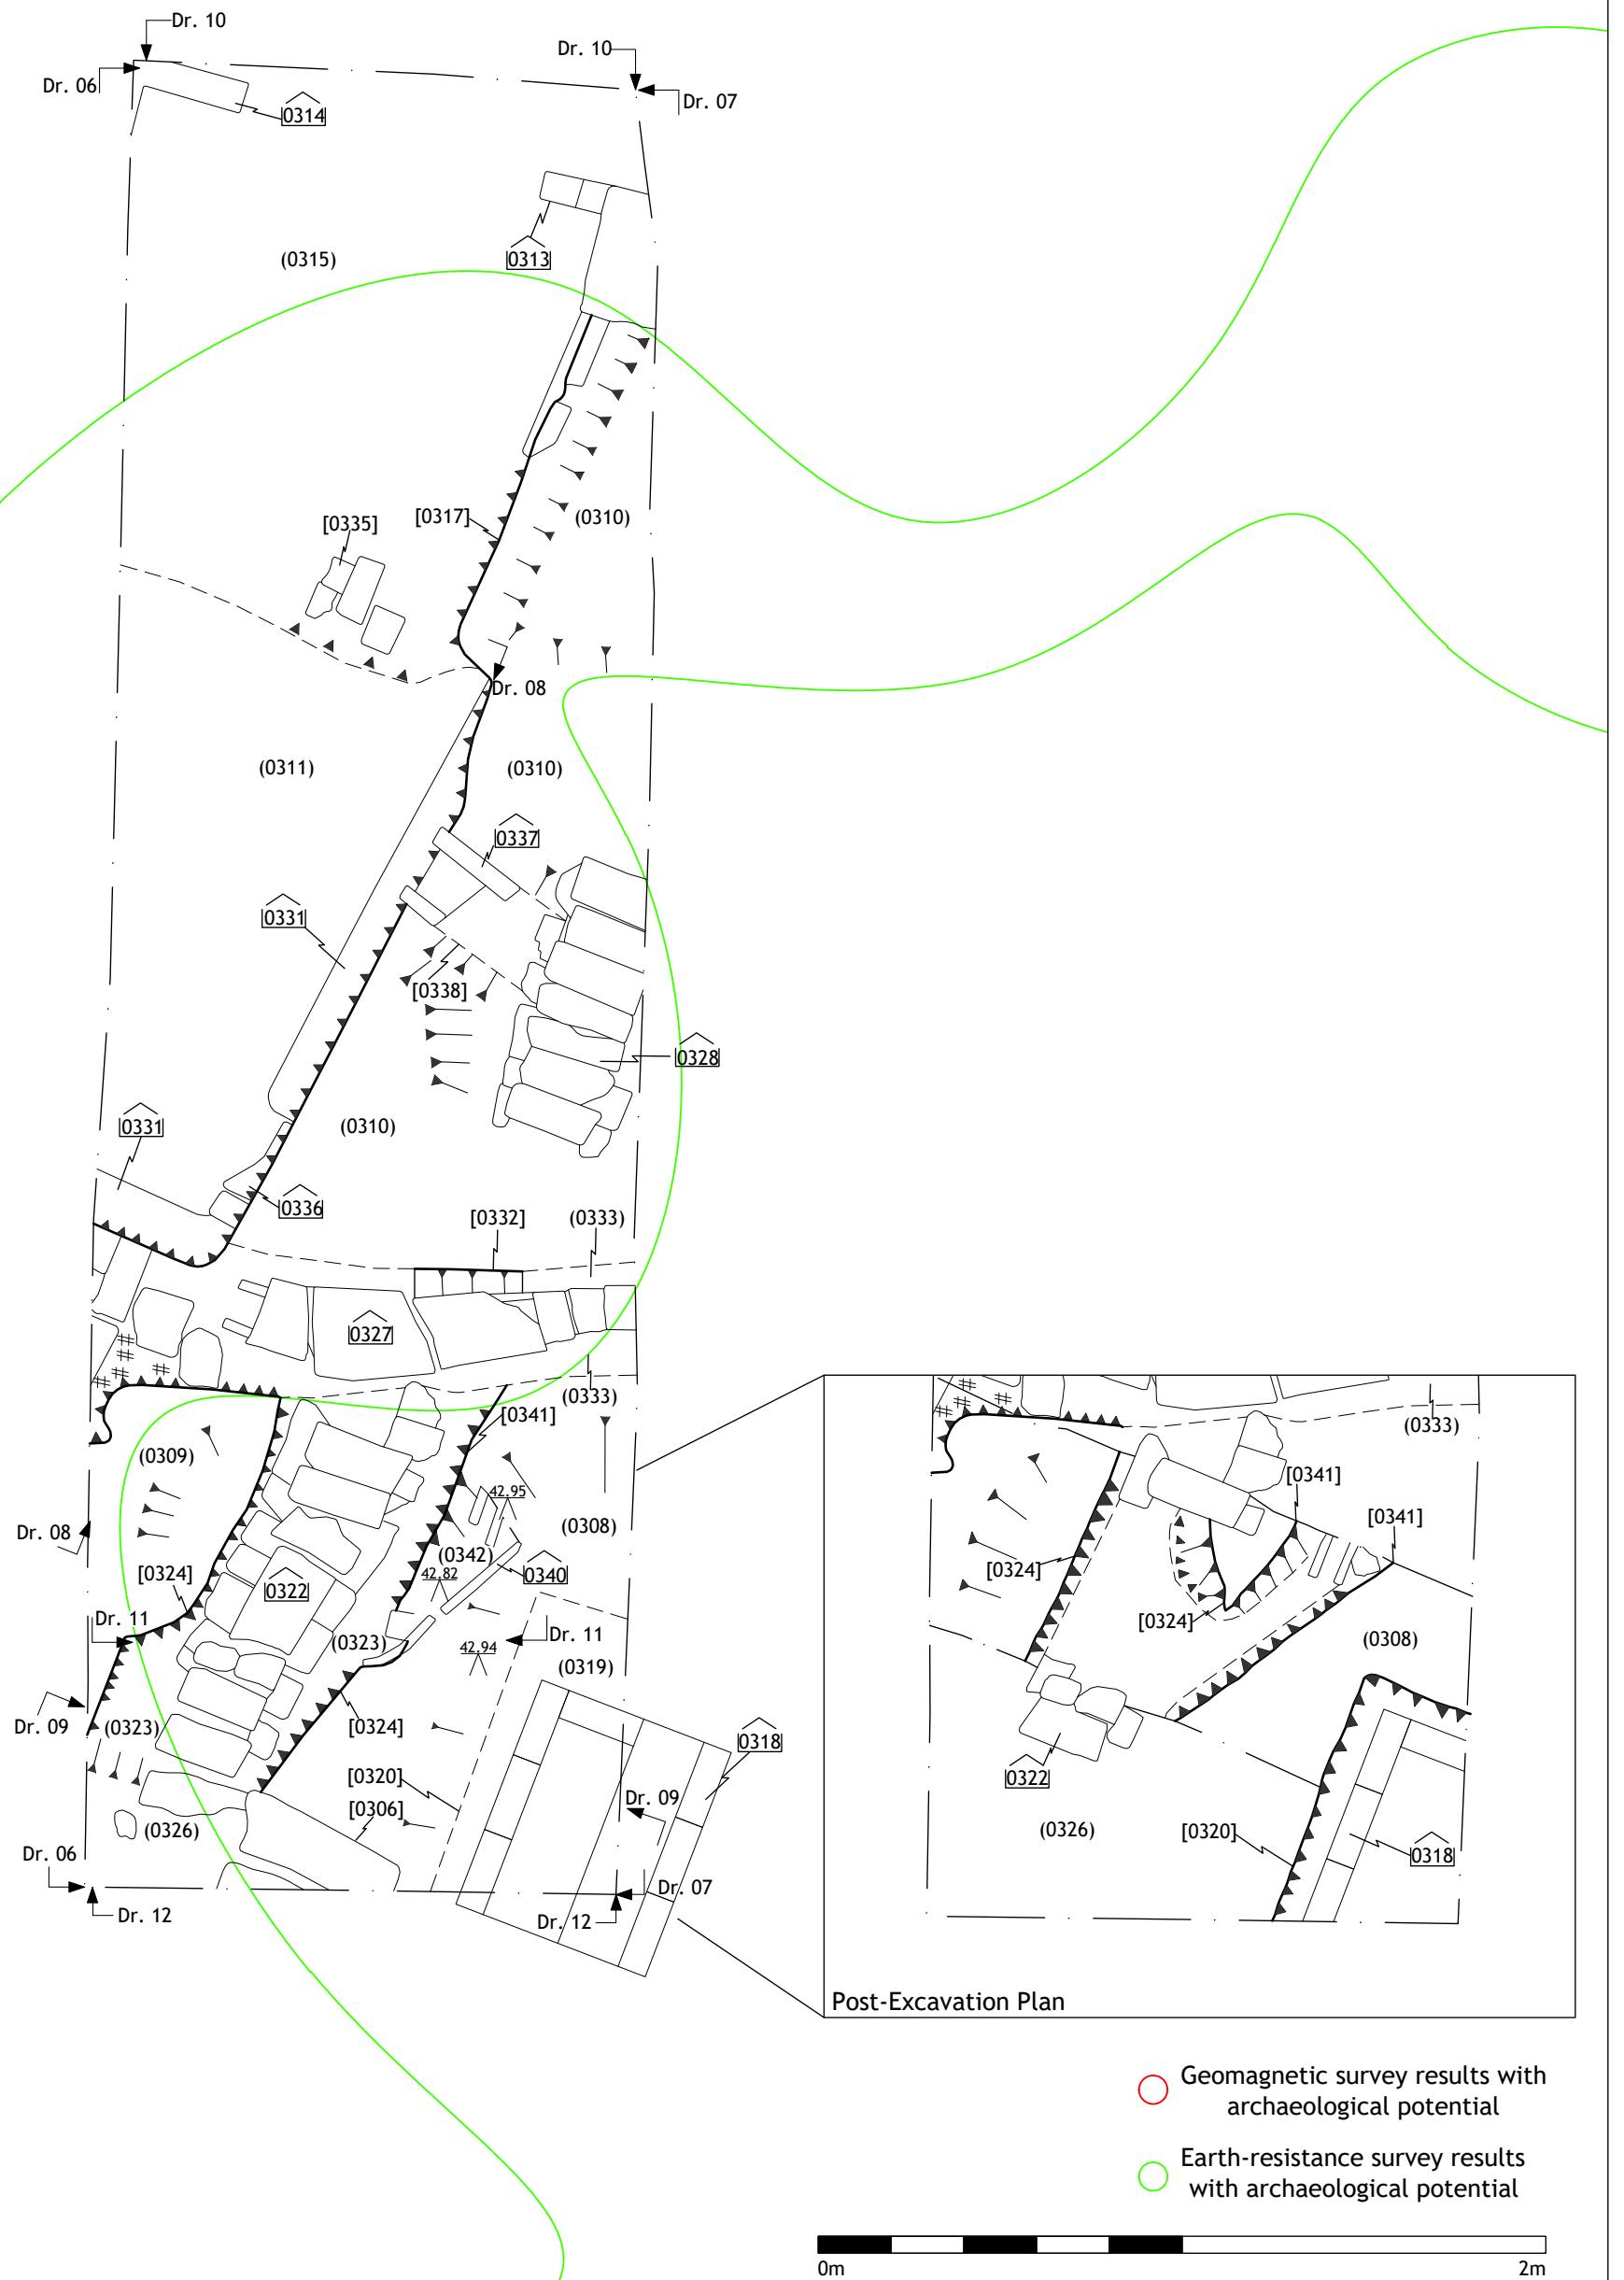 Dr. 10
Dr. 10
Dr. 06
Dr. 07
0314
(0315)
0313
[0335]
[0317]
(0310)
Dr. 08
(0311)
(0310)
0337
0331
[0338]
0328
0331
(0310)
0336
[0332]
(0333)
0327
(0333)
[0341]
(0309)
42.95
(0308)
Dr. 08
(0342)
[0324]
42.82
0340
0322
Dr. 11
(0323)
Dr. 11
42.94
(0319)
Dr. 09
(0323)
[0324]
0318
[0320]
Dr. 09
[0306]
(0326)
Dr. 06
Dr. 07
Dr. 12
Dr. 12
(0333)
[0341]
[0341]
[0324]
[0324]
(0308)
0322
(0326)
[0320]
0318
Post-Excavation Plan
Geomagnetic survey results with
archaeological potential
Earth-resistance survey results
with archaeological potential
0m
2m